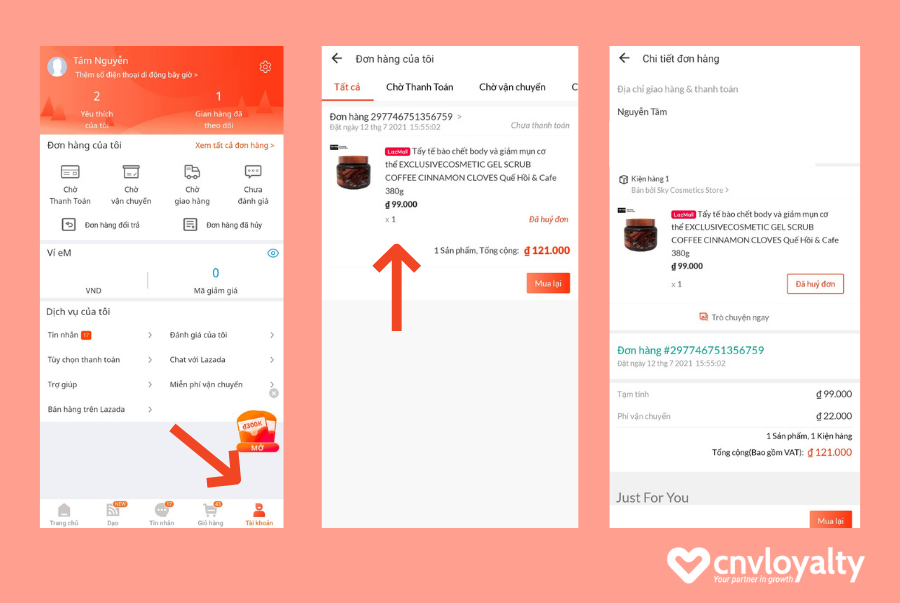 Tâm Nguyễn
Thêm số điện thoại di động bây giờ >
2
Yêu thích
của tôi
1
Gian hàng đã
theo dõi
Đơn hàng của tôi
Xem tất cả đơn hàng >
Chờ
Thanh Toán
Chờ
vận chuyển
Chờ
giao hàng
Chưa
đánh giá
Đơn hàng đổi trả
Đơn hàng đã hủy
Ví eM
VND
0
Mã giảm giá
Dịch vụ của tôi
Tin nhắn 17
Đánh giá của tôi
Tùy chọn thanh toán
Chat với Lazada
Trợ giúp
Miễn phí vận chuyển
Bán hàng trên Lazada
đ300K
MỞ
Trang chủ
NEW
Dạo
17
Tin nhắn
Giỏ hàng
Tài khoản
Đơn hàng của tôi
Tất cả
Chờ Thanh Toán
Chờ vận chuyển
C
Đơn hàng 297746751356759 >
Đặt ngày 12 thg 7 2021 15:55:02
Chưa thanh toán
LazMall Tẩy tế bào chết body và giảm mụn cơ
thể EXCLUSIVECOSMETIC GEL SCRUB
COFFEE CINNAMON CLOVES Quế Hồi & Cafe
380g
₫ 99.000
x 1
Đã huỷ đơn
1 Sản phẩm, Tổng cộng: ₫ 121.000
Mua lại
Chi tiết đơn hàng
Địa chỉ giao hàng & thanh toán
Nguyễn Tâm
Kiện hàng 1
Bán bởi Sky Cosmetics Store >
LazMall Tẩy tế bào chết body và giảm mụn cơ
thể EXCLUSIVECOSMETIC GEL SCRUB
COFFEE CINNAMON CLOVES Quế Hồi & Cafe
380g
₫ 99.000
x 1
Đã huỷ đơn
Trò chuyện ngay
Đơn hàng #297746751356759
Đặt ngày 12 thg 7 2021 15:55:02
Tạm tính
₫ 99.000
Phí vận chuyển
₫ 22.000
1 Sản phẩm, 1 Kiện hàng
Tổng cộng(Bao gồm VAT): ₫ 121.000
Just For You
Mua lại
cnvloyalty
Your partner in growth